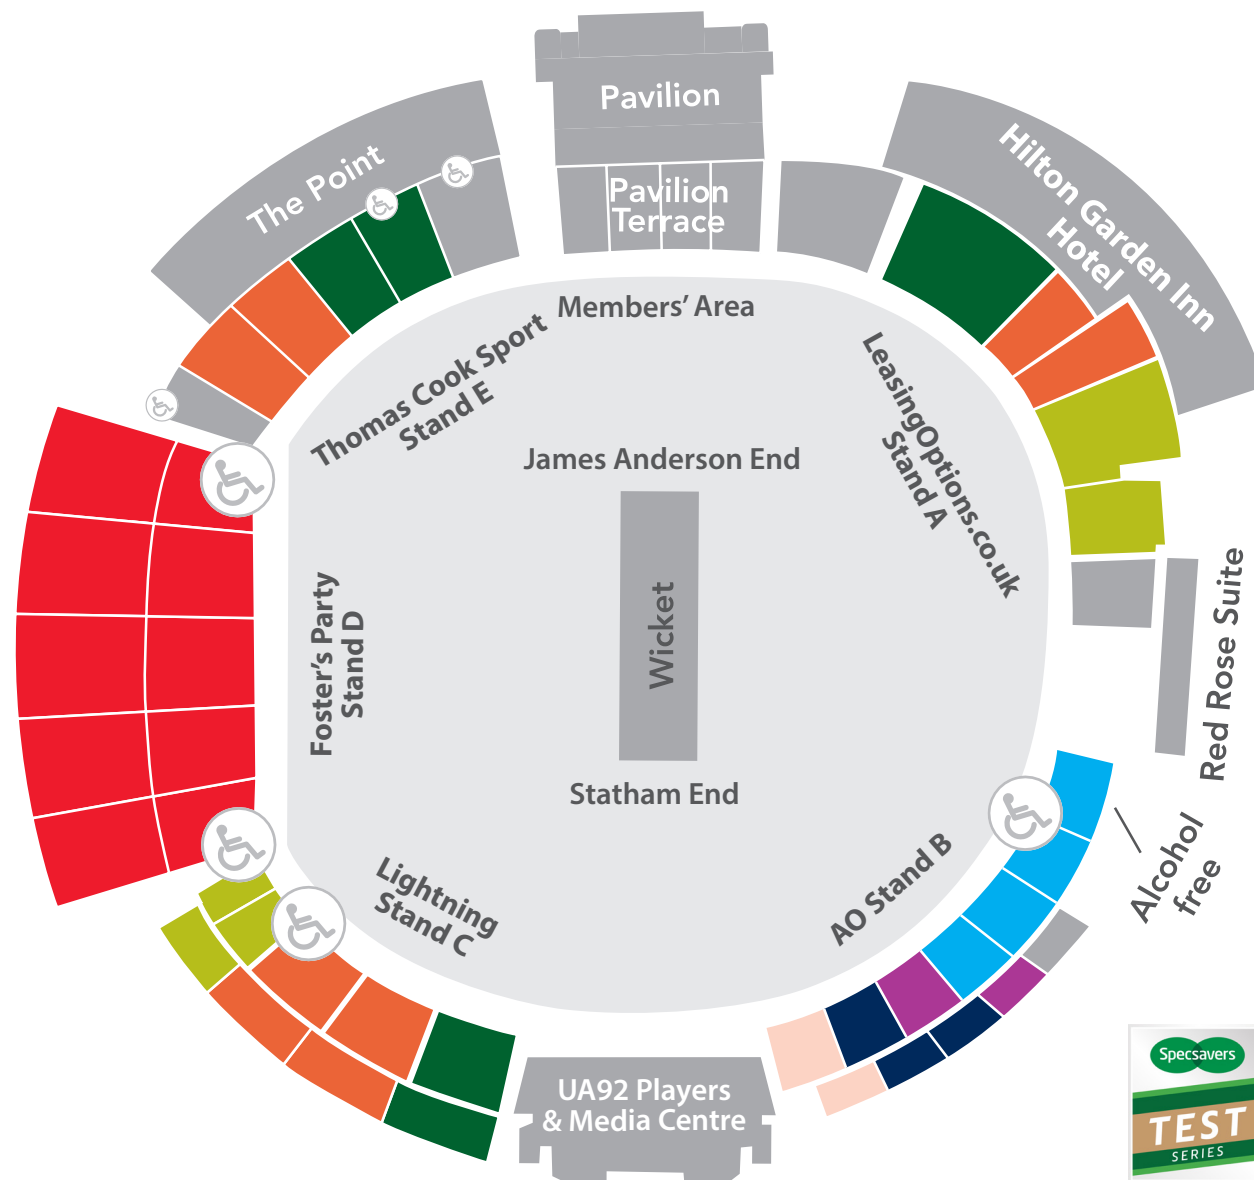 Pavilion
Pavilion
Terrace
The Point
Hilton Garden Inn
Hotel
Members’ Area
Thomas Cook Sport
Stand E
LeasingOptions.co.uk
Stand A
James Anderson End
Wicket
Foster’s Party
Stand D
Red Rose Suite
Statham End
Alcohol
free
AO Stand B
Lightning
Stand C
UA92 Players
& Media Centre
Specsavers
TEST
SERIES